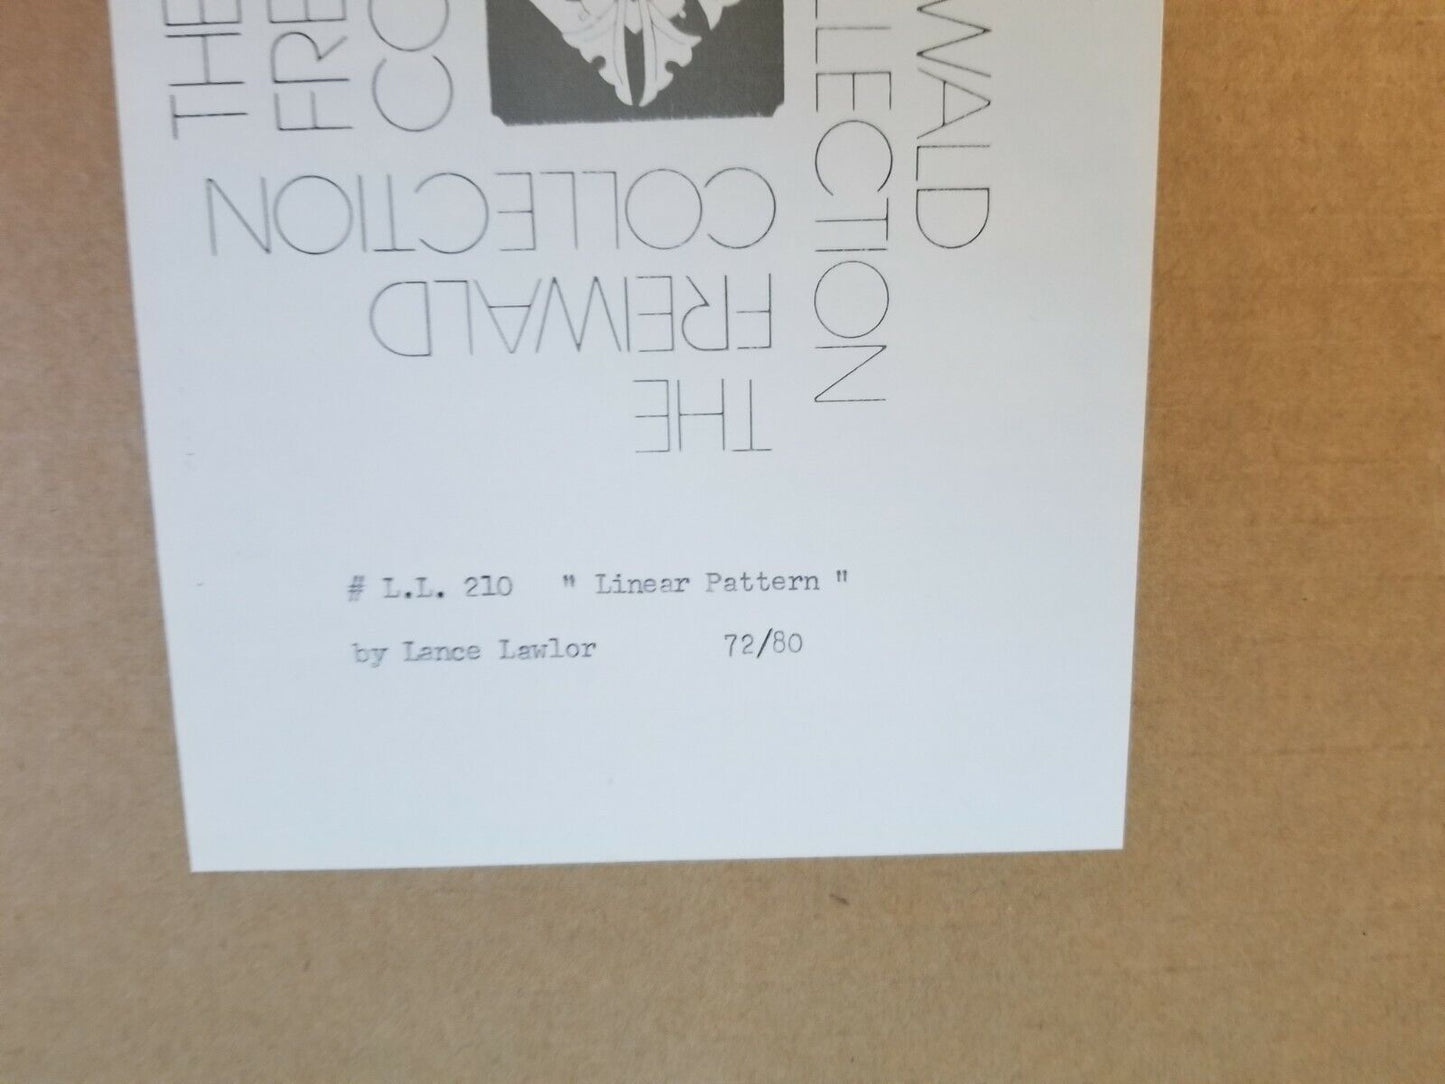 THE
FRE
CO
WALD
LLECTION
THE
FREIWALD
COLLECTION
# L.L. 210 " Linear Pattern "
by Lance Lawlor 72/80